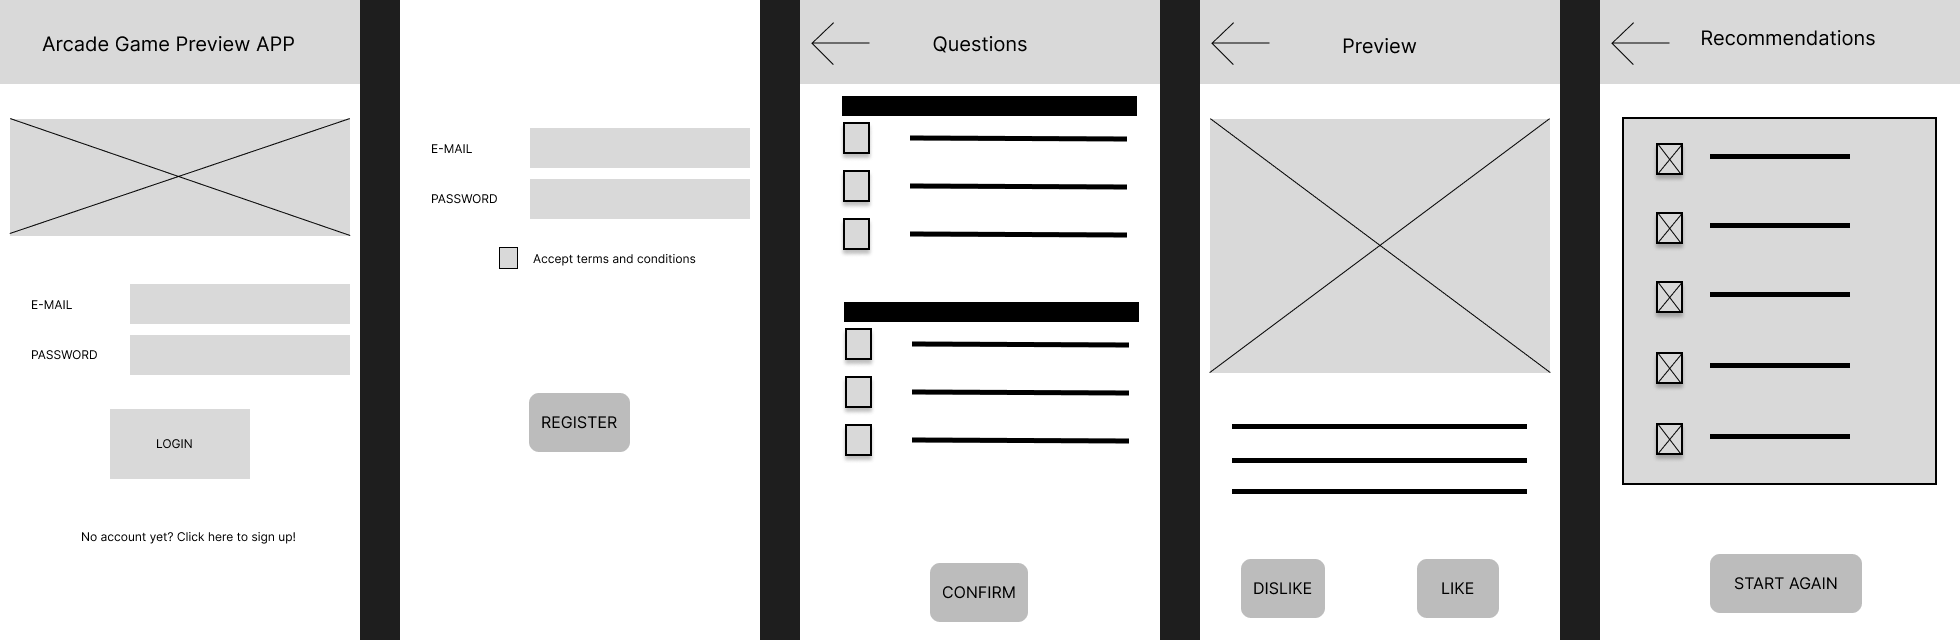 Arcade Game Preview APP
E-MAIL
PASSWORD
LOGIN
No account yet? Click here to sign up!
E-MAIL
PASSWORD
Accept terms and conditions
REGISTER
Questions
CONFIRM
Preview
DISLIKE
LIKE
Recommendations
START AGAIN